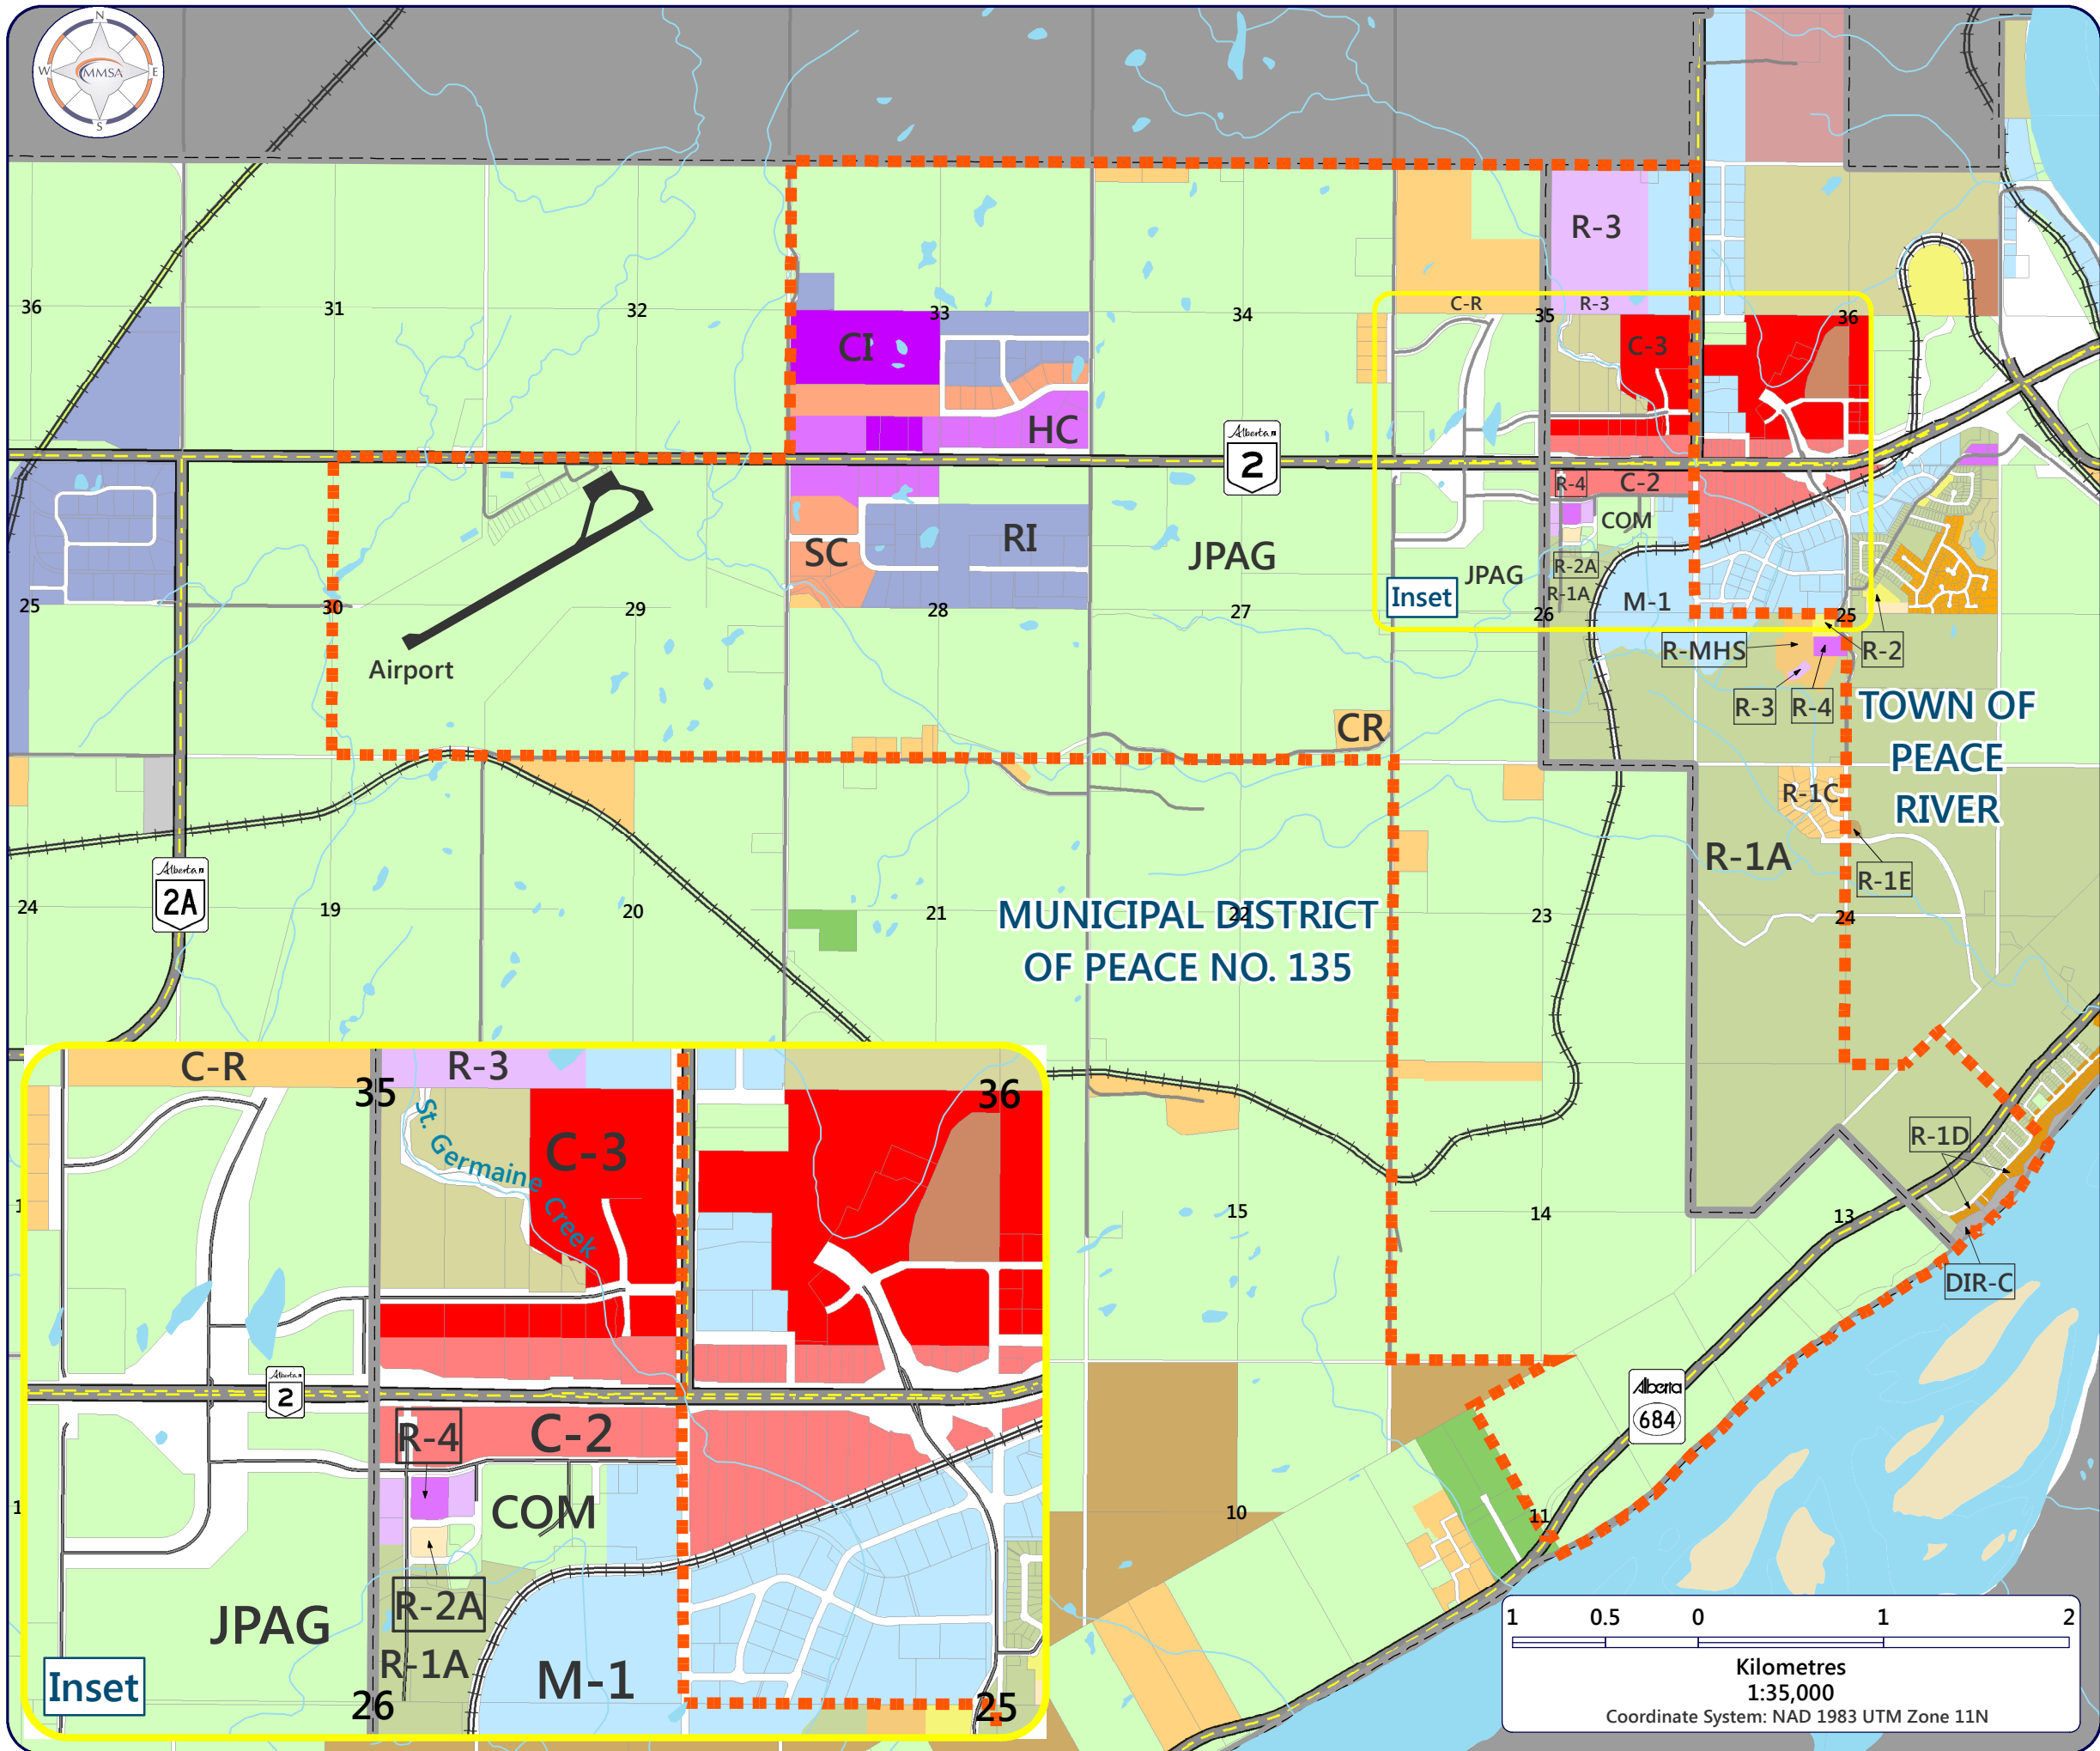 N
W MMSA E
S
R-3
36
31
32
33
34
C-R
R-3
35
36
CI
C-3
HC
Alberta
2
R-4
C-2
COM
SC
RI
JPAG
JPAG
R-2A
R-1A
M-1
Inset
25
30
29
28
27
26
25
Airport
R-MHS
R-2
R-3
R-4
CR
TOWN OF
PEACE
RIVER
R-1C
R-1A
R-1E
Alberta
2A
24
19
20
21
22
23
24
MUNICIPAL DISTRICT
OF PEACE NO. 135
C-R
R-3
35
36
St. Germaine Creek
C-3
R-1D
15
14
13
DIR-C
Alberta
2
R-4
C-2
Alberta
684
COM
10
11
R-2A
JPAG
R-1A
M-1
Inset
26
25
1 0.5 0 1 2
Kilometres
1:35,000
Coordinate System: NAD 1983 UTM Zone 11N